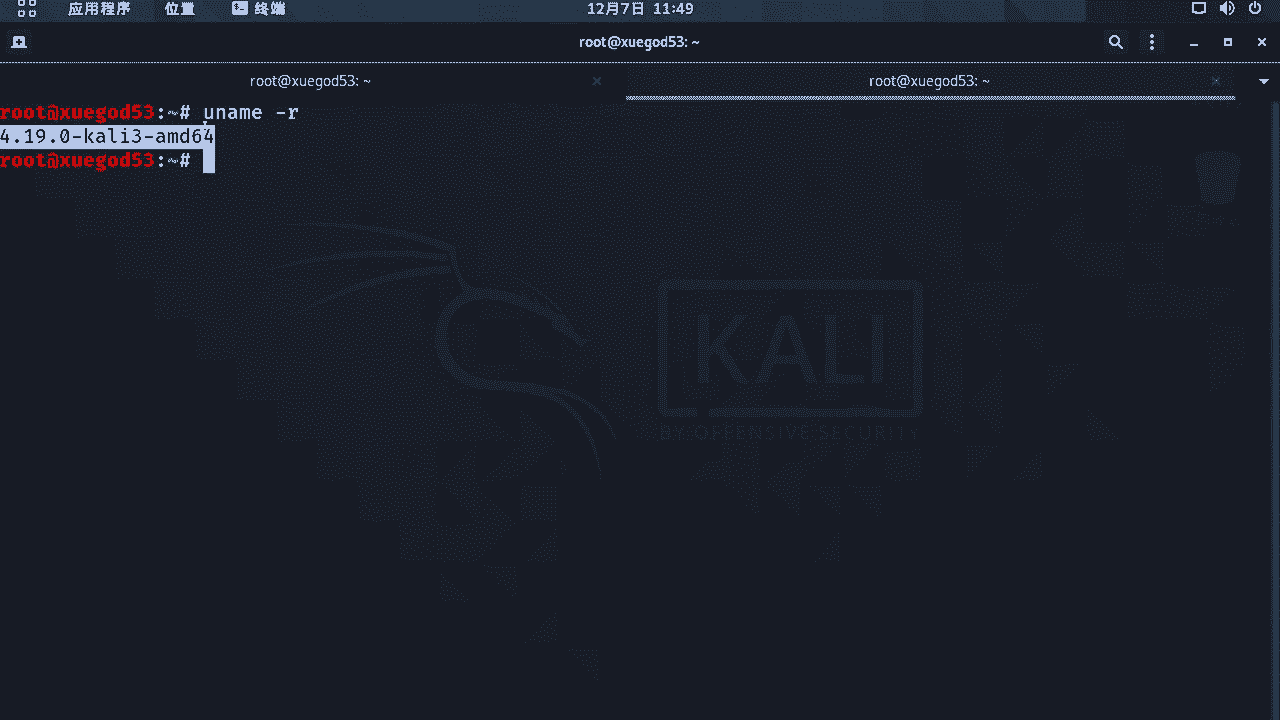 应用程序 位置 终端 12月7日 11:49
root@xuegod53: ~
root@xuegod53: ~ root@xuegod53: ~
root@xuegod53:~# uname -r
4.19.0-kali3-amd64
root@xuegod53:~#
KALI
BY OFFENSIVE SECURITY